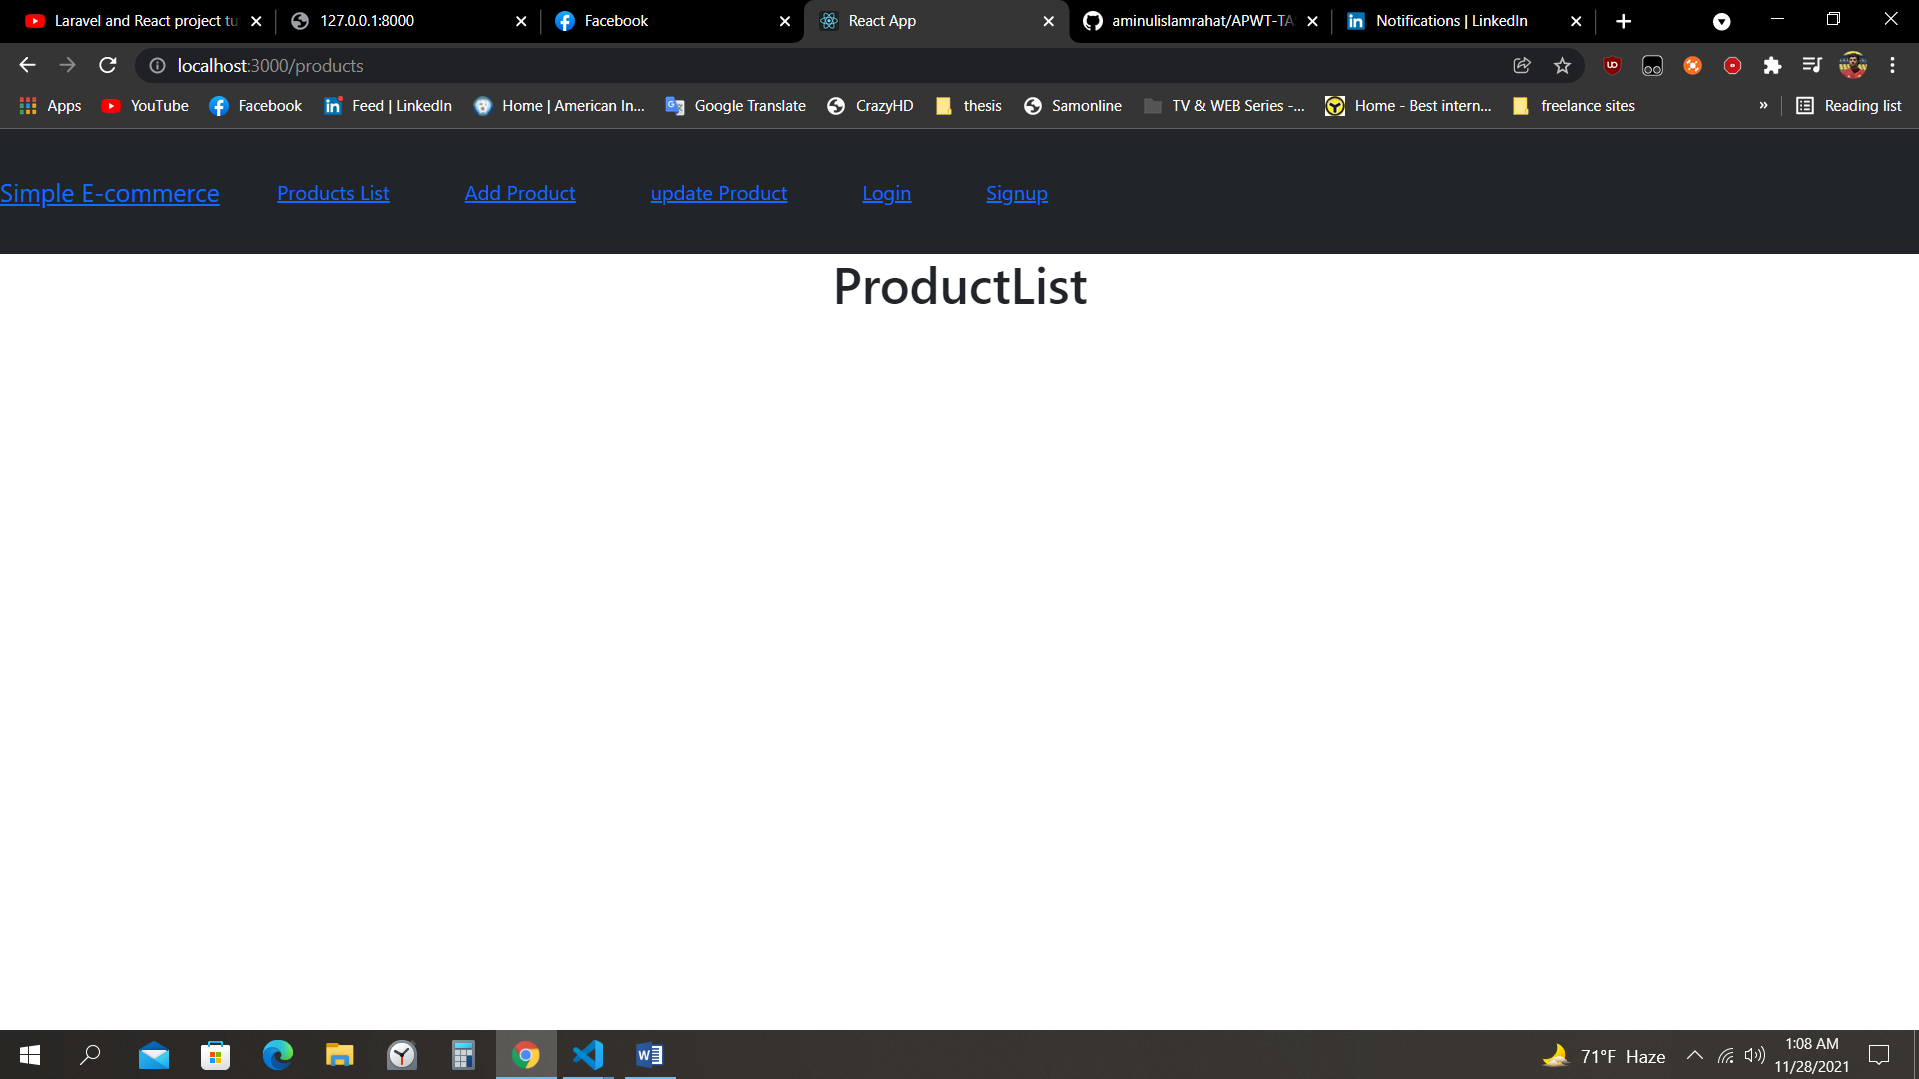 Laravel and React project tu
127.0.0.1:8000
Facebook
React App
aminulislamrahat/APWT-TA
Notifications | LinkedIn
localhost:3000/products
Apps
YouTube
Facebook
Feed | LinkedIn
Home | American In...
Google Translate
CrazyHD
thesis
Samonline
TV & WEB Series -...
Home - Best intern...
freelance sites
»
Reading list
Simple E-commerce
Products List
Add Product
update Product
Login
Signup
ProductList
71°F Haze
1:08 AM
11/28/2021